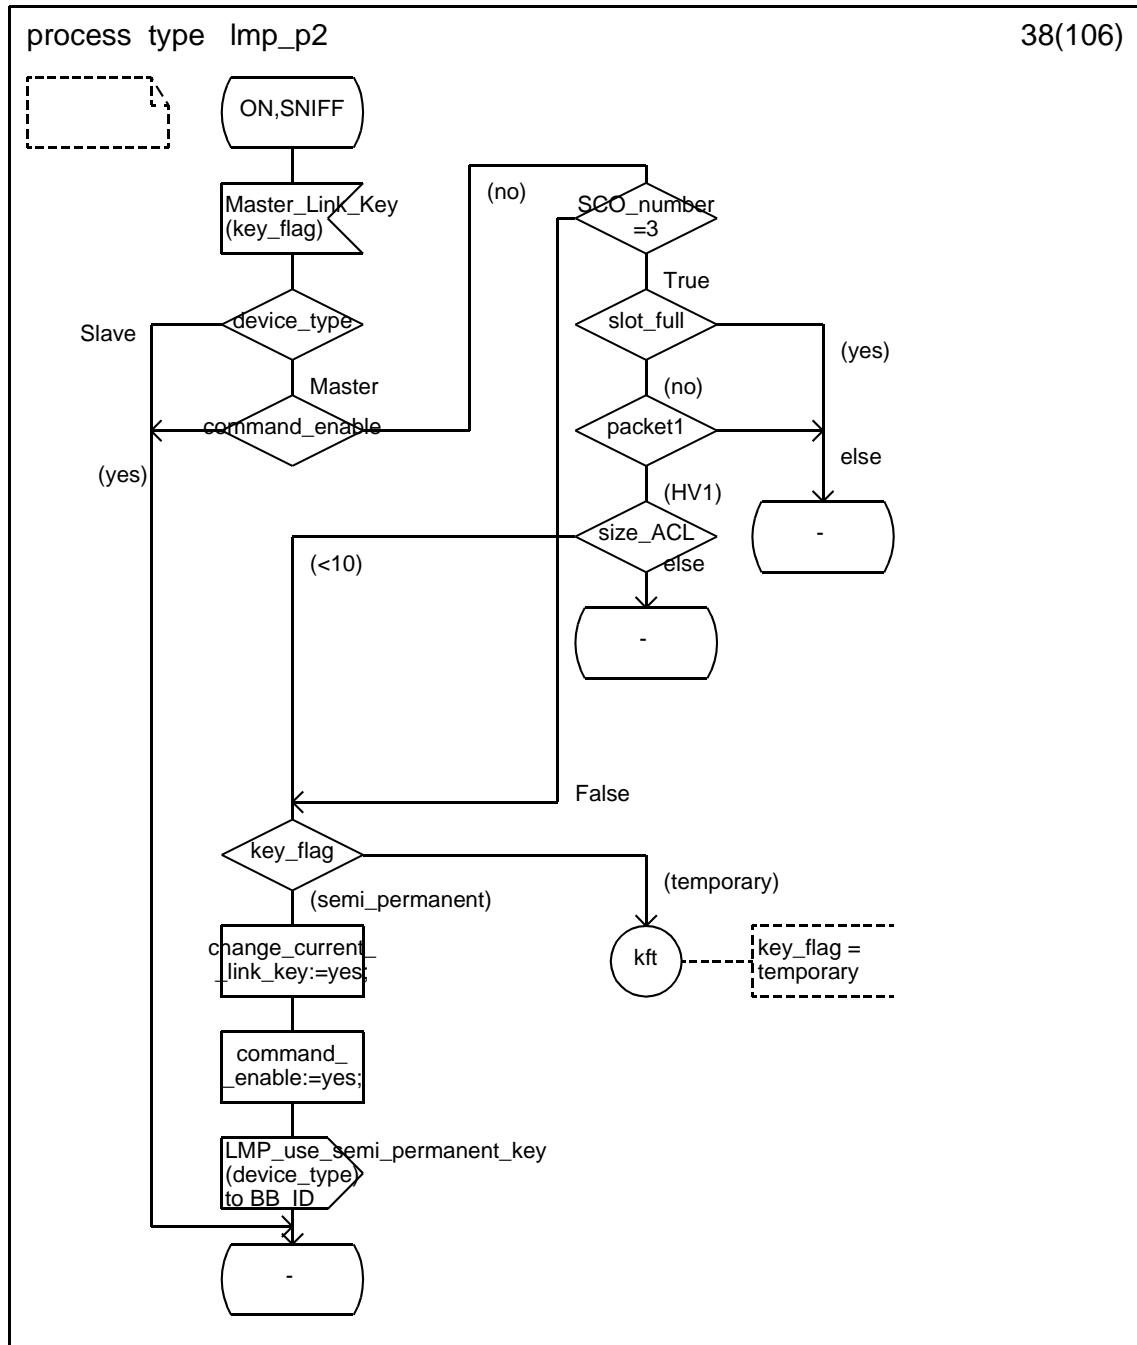 process type lmp_p2
38(106)
ON,SNIFF
Master_Link_Key
(key_flag)
(no)
SCO_number
=3
True
Slave
device_type
slot_full
(yes)
Master
(no)
command_enable
packet1
else
(yes)
(HV1)
size_ACL
-
(<10)
else
-
False
key_flag
(temporary)
(semi_permanent)
change_current_
_link_key:=yes;
kft
key_flag =
temporary
command_
_enable:=yes;
LMP_use_semi_permanent_key
(device_type)
to BB_ID
-